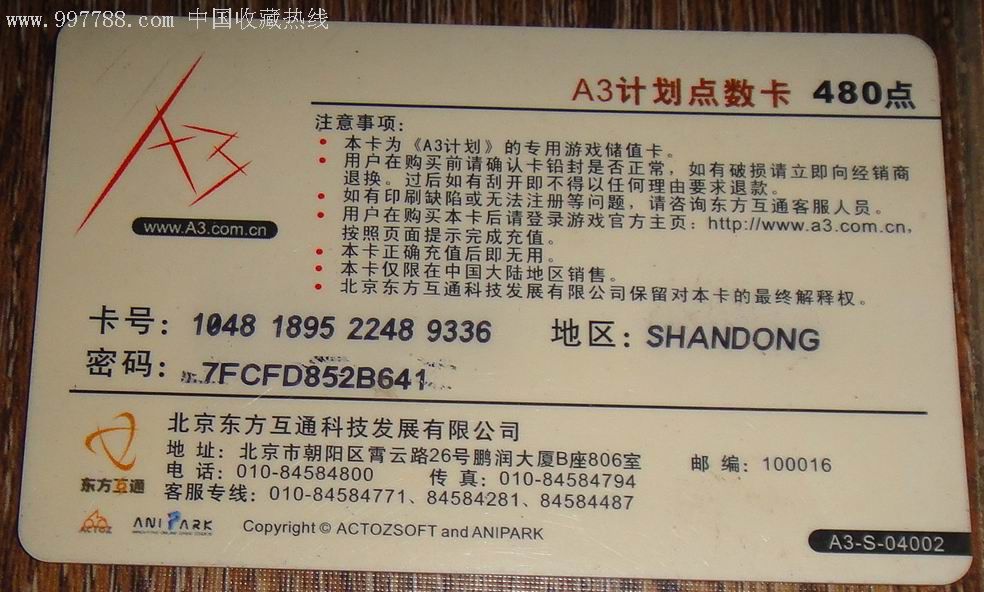 www.997788.com 中国收藏热线
A3计划点数卡 480点
A3
www.A3.com.cn
注意事项:
• 本卡为《A3计划》的专用游戏储值卡。
• 用户在购买前请确认卡铅封是否正常，如有破损请立即向经销商
退换。过后如有刮开即不得以任何理由要求退款。
• 如有印刷缺陷或无法注册等问题，请咨询东方互通客服人员。
• 用户在购买本卡后请登录游戏官方主页：http://www.a3.com.cn,
按照页面提示完成充值。
• 本卡正确充值后即无用。
• 本卡仅限在中国大陆地区销售。
• 北京东方互通科技发展有限公司保留对本卡的最终解释权。
卡号: 1048 1895 2248 9336 地区: SHANDONG
密码: 7FCFD852B641
东方互通
北京东方互通科技发展有限公司
地 址: 北京市朝阳区霄云路26号鹏润大厦B座806室 邮 编: 100016
电 话: 010-84584800 传 真: 010-84584794
客服专线: 010-84584771、84584281、84584487
ACTOZ ANIPARK Copyright © ACTOZSOFT and ANIPARK
A3-S-04002